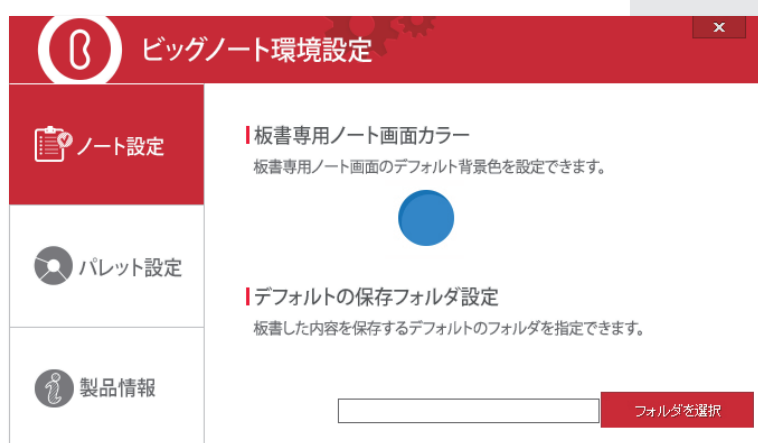 ビッグノート環境設定
x
ノート設定
板書専用ノート画面カラー
板書専用ノート画面のデフォルト背景色を設定できます。
パレット設定
デフォルトの保存フォルダ設定
板書した内容を保存するデフォルトのフォルダを指定できます。
製品情報
フォルダを選択